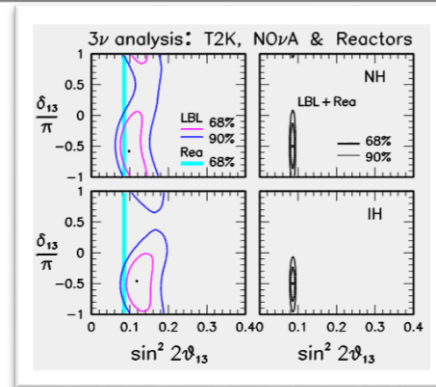 3ν analysis: T2K, NOνA & Reactors
1
0.5
0
-0.5
-1
δ₁₃
π
LBL 68%
90%
Rea 68%
NH
LBL + Rea
68%
90%
1
0.5
0
-0.5
-1
δ₁₃
π
IH
0 0.1 0.2 0.3 0.40 0.1 0.2 0.3 0.4
sin² 2ϑ₁₃ sin² 2ϑ₁₃